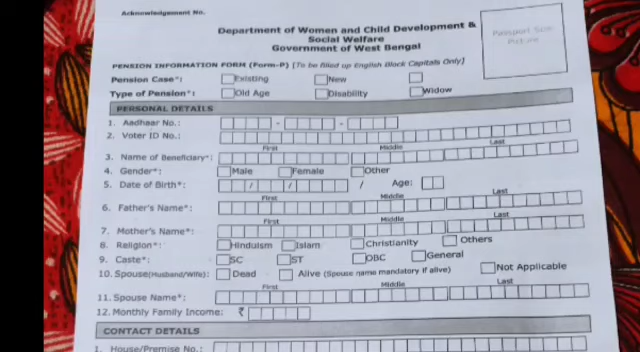 Acknowledgement No.
Department of Women and Child Development &
Social Welfare
Government of West Bengal
Passport Size
Picture
PENSION INFORMATION FORM (Form-P) [To be filled up English Block Capitals Only]
Pension Case*: Existing New
Type of Pension*: Old Age Disability Widow
PERSONAL DETAILS
1. Aadhaar No.: - -
2. Voter ID No.:
First Middle Last
3. Name of Beneficiary*:
4. Gender*: Male Female Other
5. Date of Birth*: / / / Age:
First Middle Last
6. Father's Name*:
First Middle Last
7. Mother's Name*:
8. Religion*: Hinduism Islam Christianity Others
9. Caste*: SC ST OBC General
10. Spouse(Husband/Wife): Dead Alive (Spouse name mandatory if alive) Not Applicable
First Middle Last
11. Spouse Name*:
12. Monthly Family Income: ₹
CONTACT DETAILS
1. House/Premise No.: